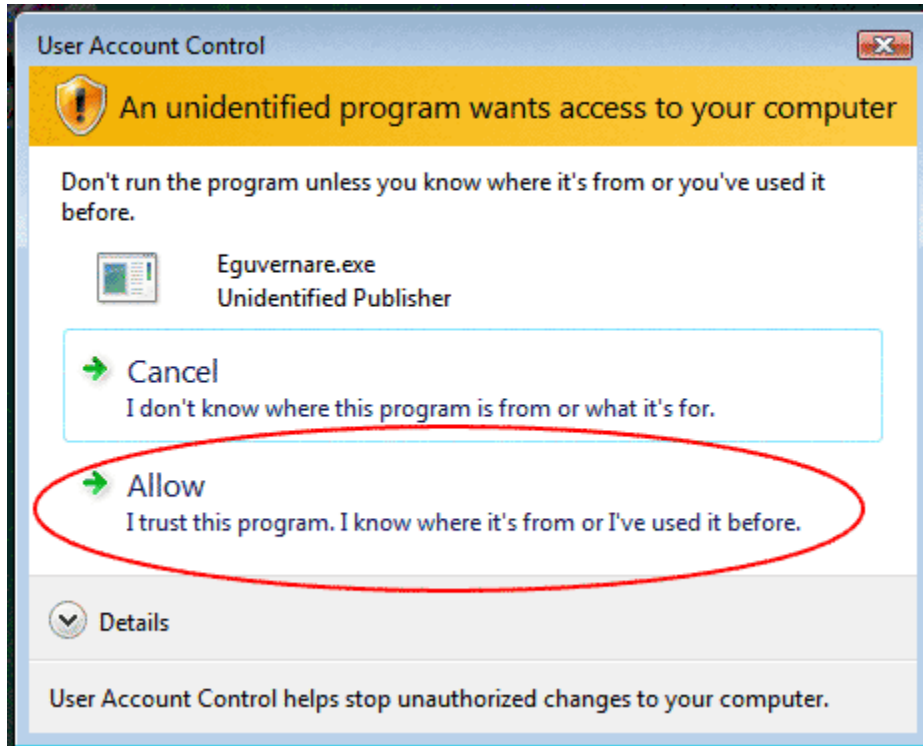 User Account Control
An unidentified program wants access to your computer
Don't run the program unless you know where it's from or you've used it
before.
Eguvernare.exe
Unidentified Publisher
Cancel
I don't know where this program is from or what it's for.
Allow
I trust this program. I know where it's from or I've used it before.
Details
User Account Control helps stop unauthorized changes to your computer.